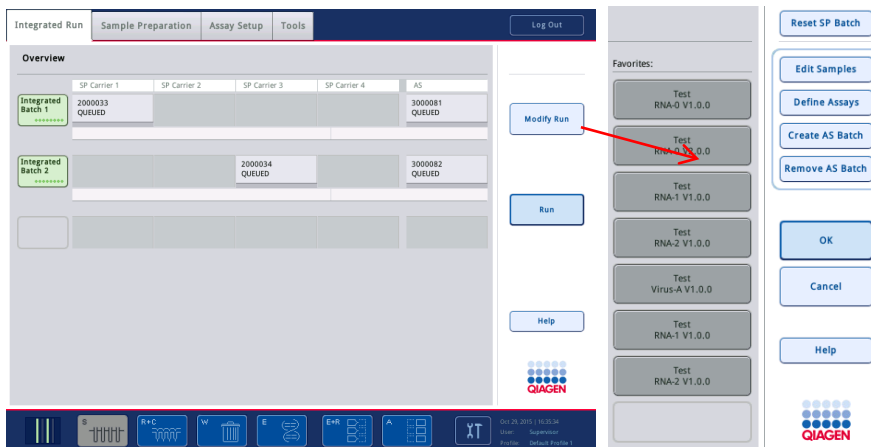 Integrated Run
Sample Preparation
Assay Setup
Tools
Log Out
Overview
SP Carrier 1
SP Carrier 2
SP Carrier 3
SP Carrier 4
AS
Integrated
Batch 1
2000033
QUEUED
3000081
QUEUED
Integrated
Batch 2
2000034
QUEUED
3000082
QUEUED
Modify Run
Run
Help
QIAGEN
S
R+C
W
E
E+R
A
Oct 29, 2015 | 16:35:34
User: Supervisor
Profile: Default Profile 1
Favorites:
Test
RNA-0 V1.0.0
Test
RNA-0 V2.0.0
Test
RNA-1 V1.0.0
Test
RNA-2 V1.0.0
Test
Virus-A V1.0.0
Test
RNA-1 V1.0.0
Test
RNA-2 V1.0.0
Reset SP Batch
Edit Samples
Define Assays
Create AS Batch
Remove AS Batch
OK
Cancel
Help
QIAGEN